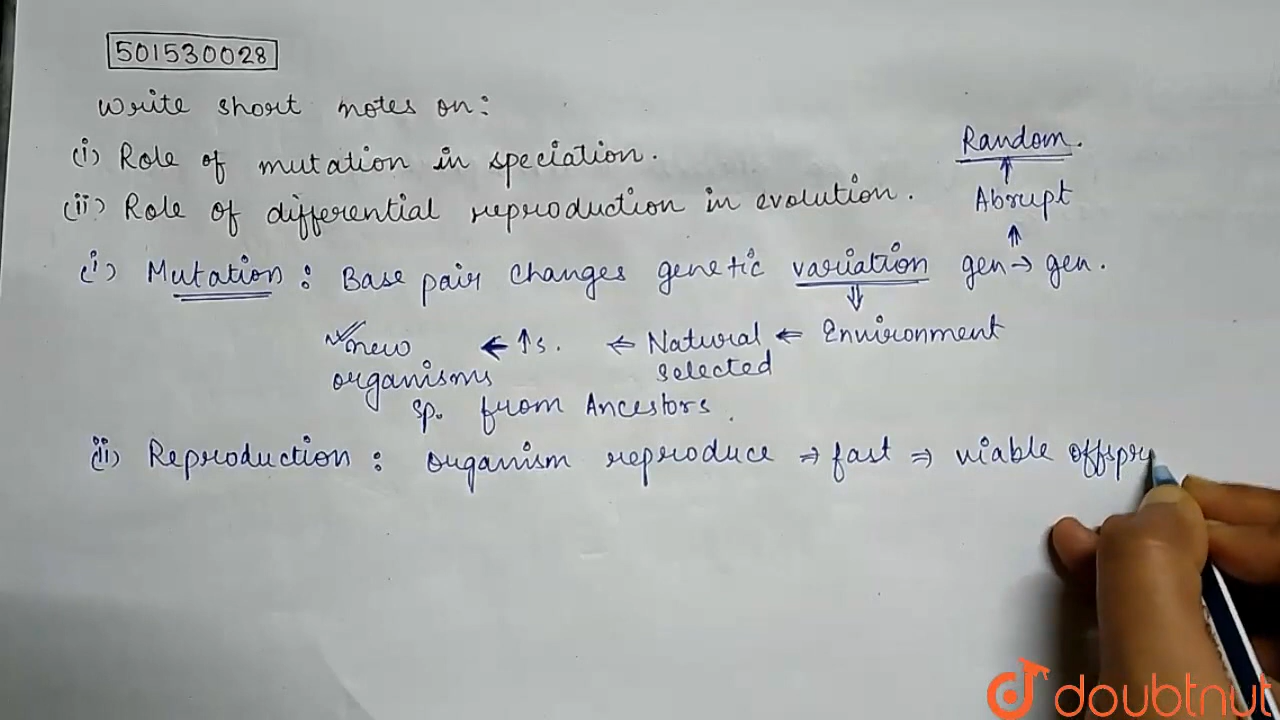 501530028
Write short notes on:
(i) Role of mutation in speciation.
Random.
(ii) Role of differential reproduction in evolution.
Abrupt
(i) Mutation : Base pair changes genetic variation gen → gen.
new ← ↑s. ⇐ Natural ⇐ Environment
organisms selected
sp. from Ancestors.
(ii) Reproduction : organism reproduce ⇒ fast ⇒ viable offspr
doubtnut